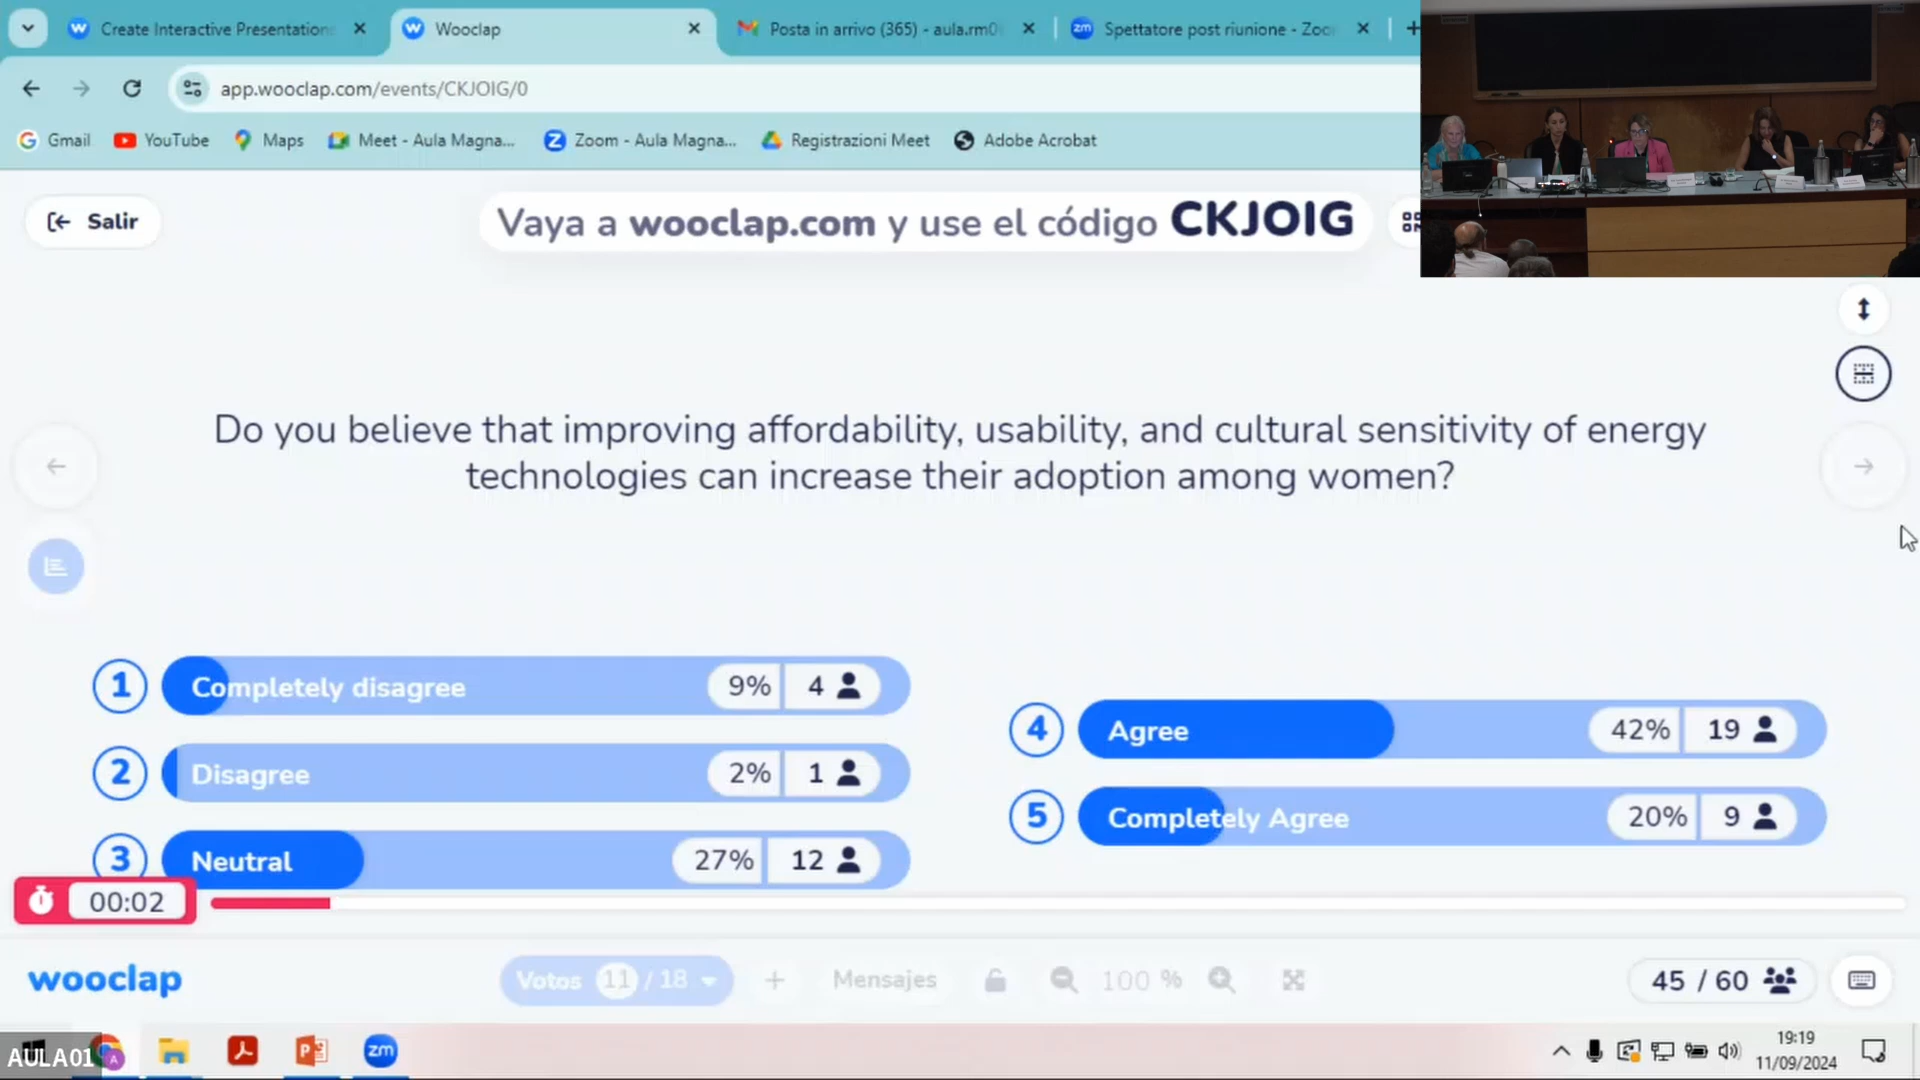 Create Interactive Presentation
Wooclap
Posta in arrivo (365) - aula.rm0
Spettatore post riunione - Zoo
app.wooclap.com/events/CKJOIG/0
Gmail
YouTube
Maps
Meet - Aula Magna...
Zoom - Aula Magna...
Registrazioni Meet
Adobe Acrobat
Salir
Vaya a wooclap.com y use el código CKJOIG
Do you believe that improving affordability, usability, and cultural sensitivity of energy
technologies can increase their adoption among women?
1 Completely disagree 9% 4
2 Disagree 2% 1
3 Neutral 27% 12
4 Agree 42% 19
5 Completely Agree 20% 9
00:02
wooclap
Votos 11 / 18
Mensajes
100 %
45 / 60
AULA01
zm
19:19
11/09/2024